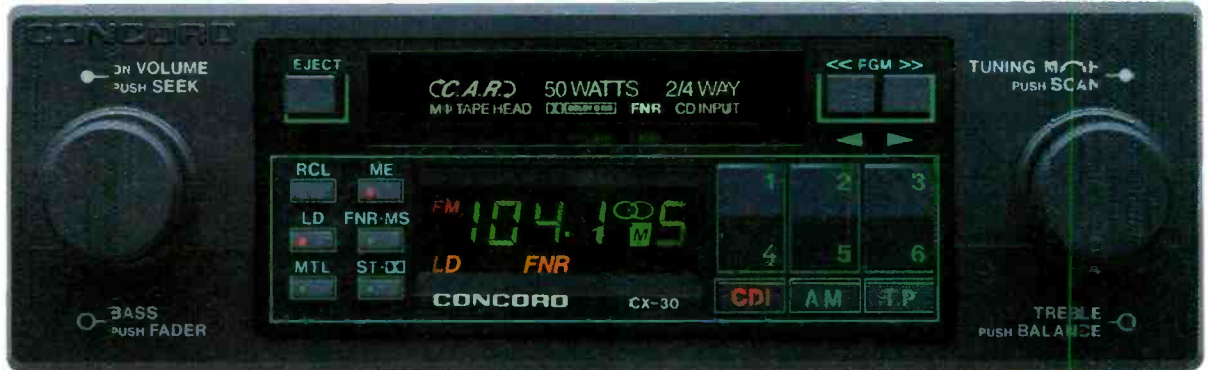 CONCORD
ON VOLUME
PUSH SEEK
EJECT
C.A.R.D 50 WATTS 2/4 WAY
TAPE HEAD DOLBY FNR CD INPUT
<< FGM >>
TUNING
PUSH SCAN
RCL ME
LD FNR·MS
MTL ST·
FM 104.1 M 5
LD FNR
CONCORD CX-30
1 2 3
4 5 6
CDI AM T.P
BASS
PUSH FADER
TREBLE
PUSH BALANCE